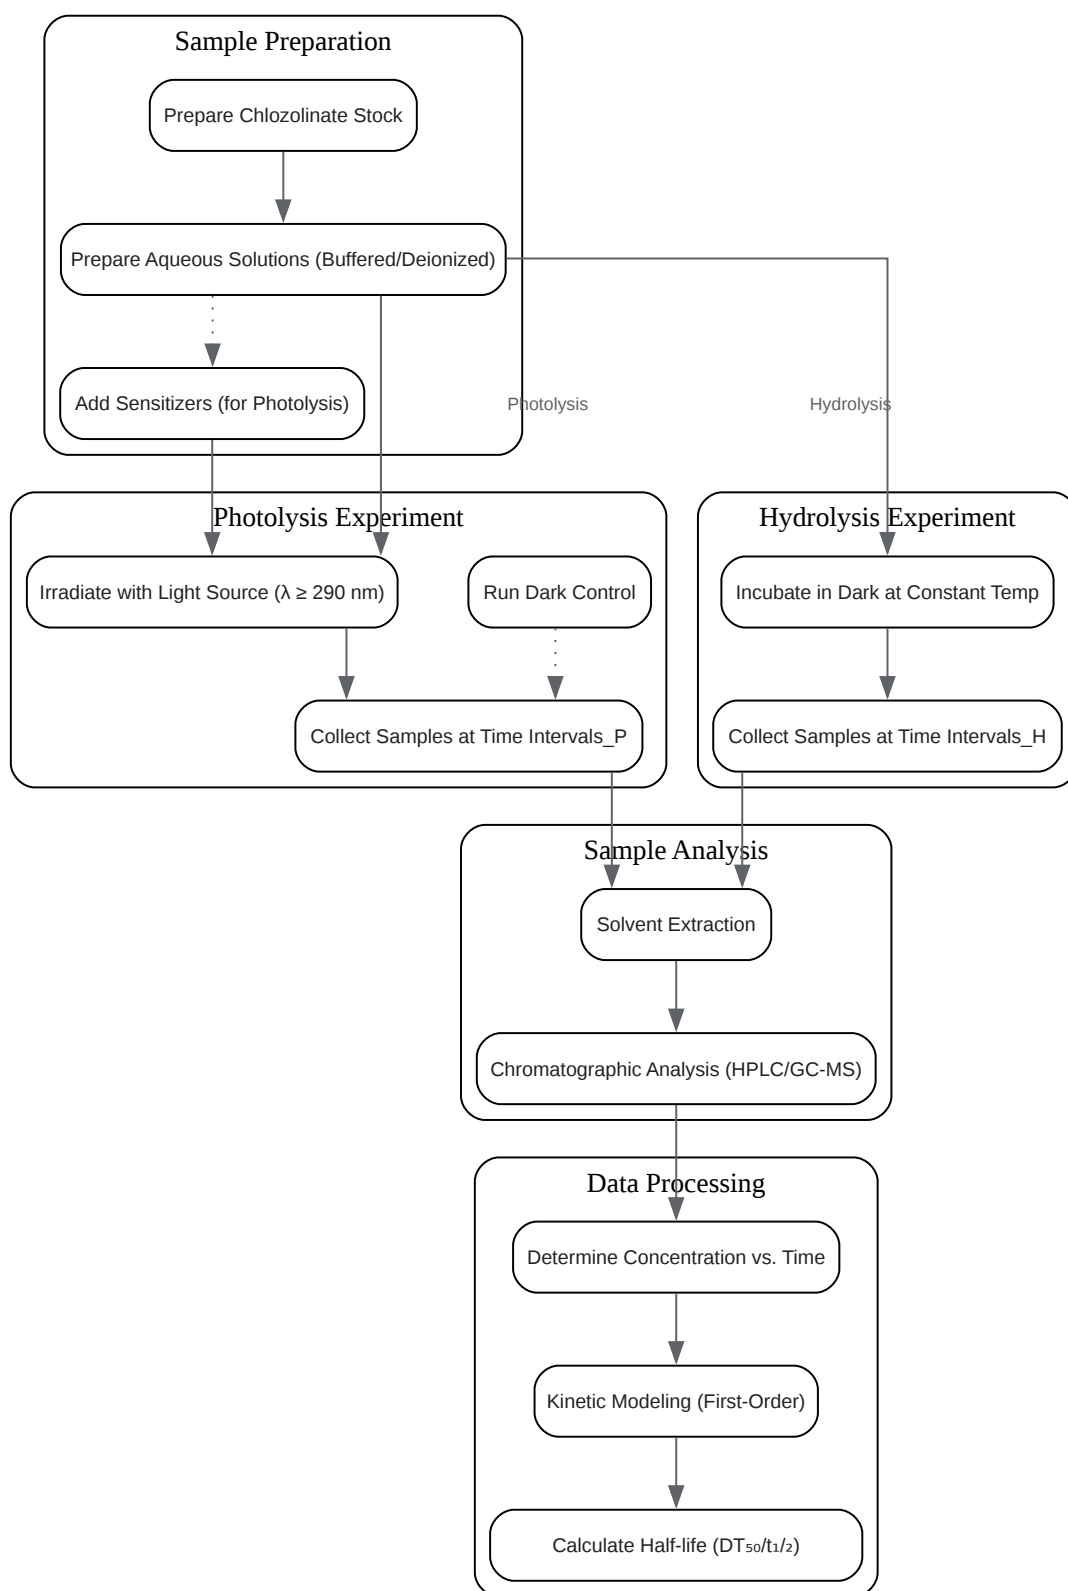 Sample Preparation
Prepare Chlozolinate Stock
Prepare Aqueous Solutions (Buffered/Deionized)
Add Sensitizers (for Photolysis)
Photolysis
Hydrolysis
Photolysis Experiment
Hydrolysis Experiment
Irradiate with Light Source (λ ≥ 290 nm)
Run Dark Control
Incubate in Dark at Constant Temp
Collect Samples at Time Intervals_P
Collect Samples at Time Intervals_H
Sample Analysis
Solvent Extraction
Chromatographic Analysis (HPLC/GC-MS)
Data Processing
Determine Concentration vs. Time
Kinetic Modeling (First-Order)
Calculate Half-life (DT₅₀/t₁/₂)